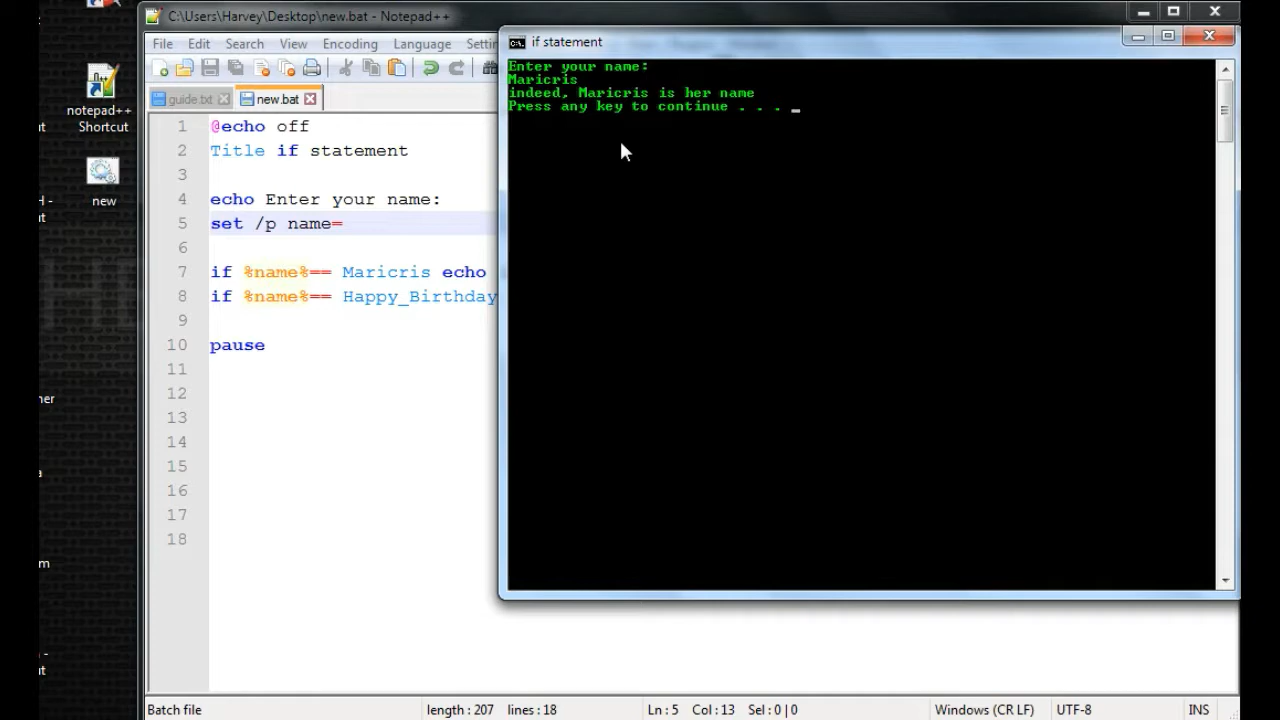 C:\Users\Harvey\Desktop\new.bat - Notepad++
File Edit Search View Encoding Language Settin
guide.txt new.bat
1 @echo off
2 Title if statement
3
4 echo Enter your name:
5 set /p name=
6
7 if %name%== Maricris echo
8 if %name%== Happy_Birthday
9
10 pause
11
12
13
14
15
16
17
18
if statement
Enter your name:
Maricris
indeed, Maricris is her name
Press any key to continue . . . _
notepad++
Shortcut
new
Batch file length : 207 lines : 18 Ln : 5 Col : 13 Sel : 0 | 0 Windows (CR LF) UTF-8 INS